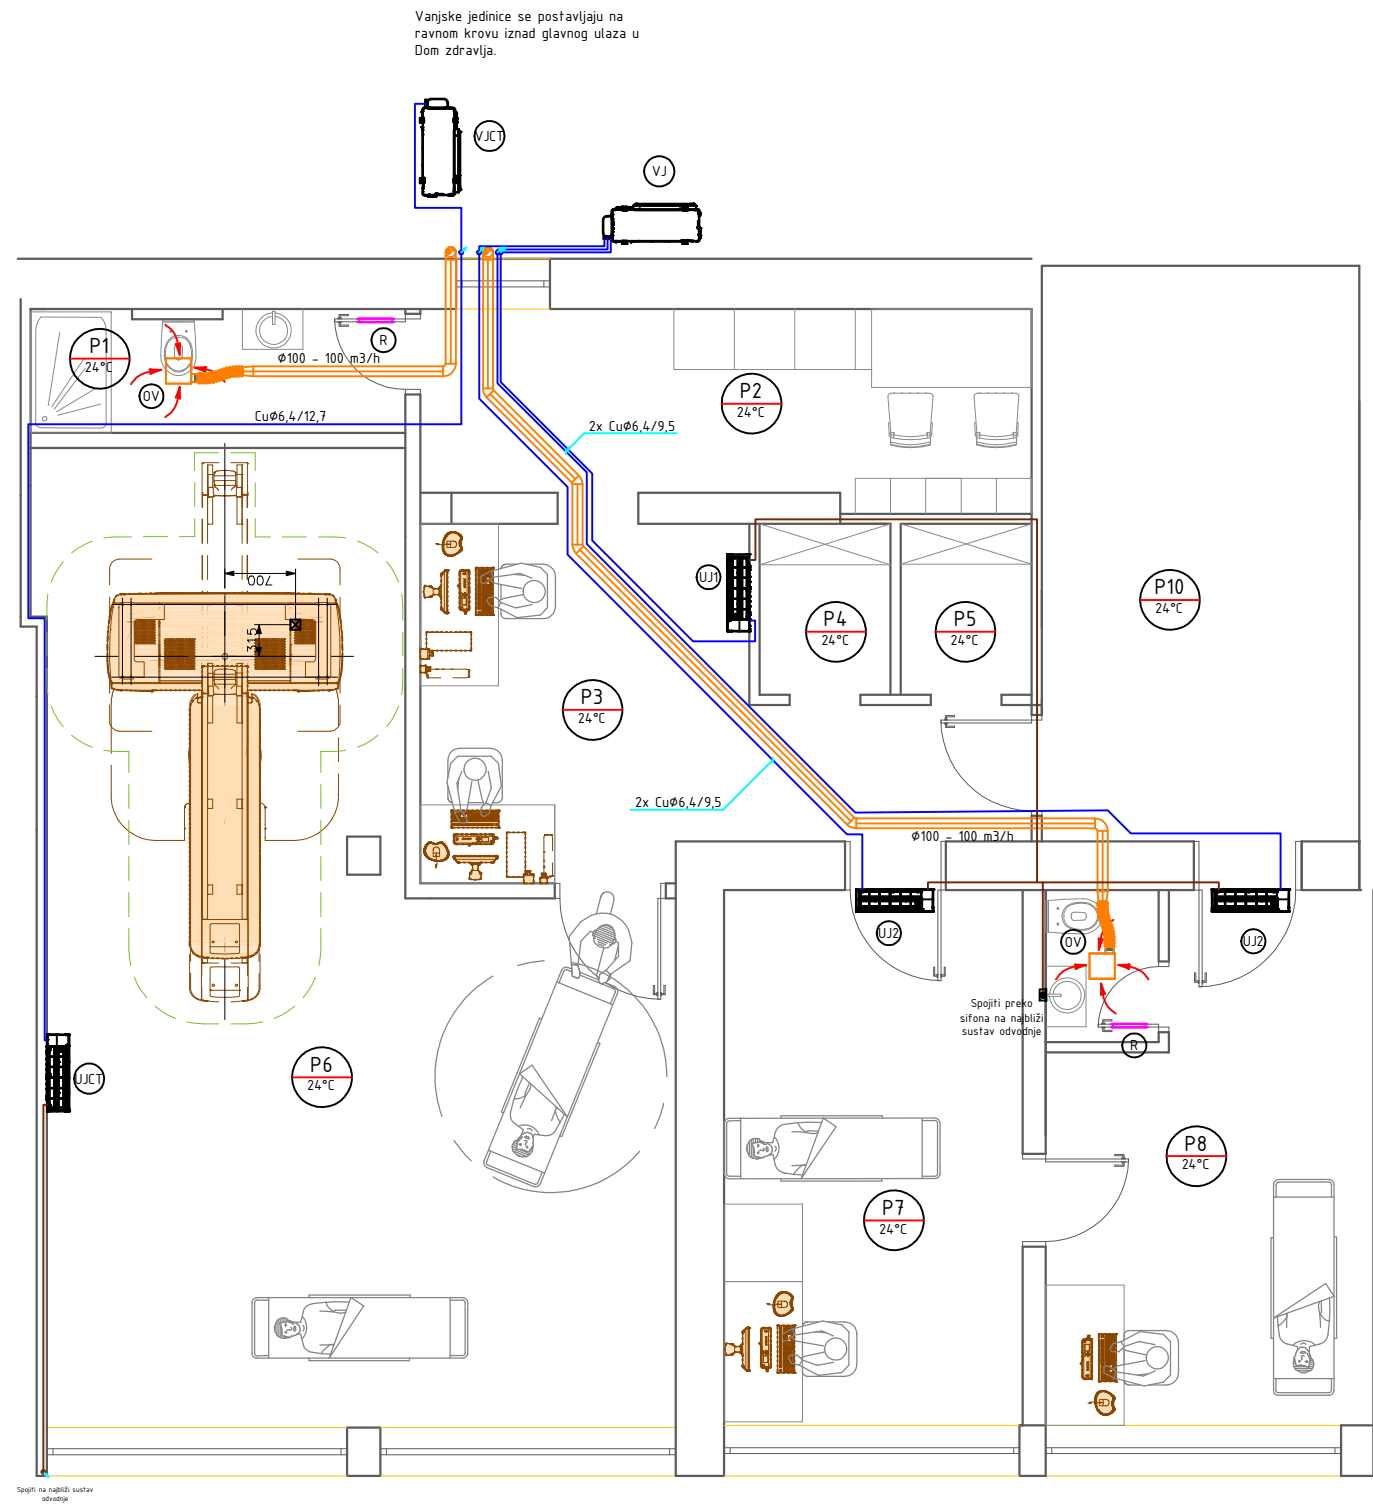 Vanjske jedinice se postavljaju na
ravnom krovu iznad glavnog ulaza u
Dom zdravlja.
VJCT
VJ
R
P1
24°C
Ø100 - 100 m3/h
OV
CuØ6,4/12,7
P2
24°C
2x CuØ6,4/9,5
700
315
UJ1
P4
24°C
P5
24°C
P10
24°C
P3
24°C
2x CuØ6,4/9,5
Ø100 - 100 m3/h
UJ2
OV
UJ2
Spojiti preko
sifona na najbliži
sustav odvodnje
R
P6
24°C
UJCT
P8
24°C
P7
24°C
Spojiti na najbliži sustav
odvodnje